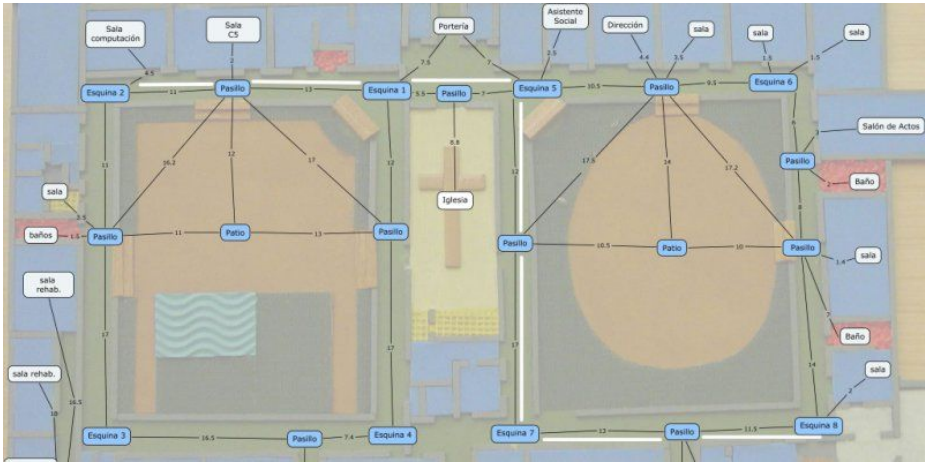 Sala
computación
Sala
C5
Portería
Asistente
Social
Dirección
sala
sala
sala
4.5
2
7.5
7
2.5
4.4
3.5
1.5
1.5
Esquina 2
11
Pasillo
13
Esquina 1
5.5
Pasillo
7
Esquina 5
10.5
Pasillo
9.5
Esquina 6
6
Salón de Actos
3
11
16.2
12
17
12
8.8
12
17.5
14
17.2
Pasillo
2
Baño
8
sala
3.5
Iglesia
baños
1.5
Pasillo
11
Patio
13
Pasillo
Pasillo
10.5
Patio
10
Pasillo
1.4
sala
sala
rehab.
7
Baño
17
17
17
14
sala rehab.
sala
2
16.5
18
Esquina 3
16.5
Pasillo
7.4
Esquina 4
Esquina 7
13
Pasillo
11.5
Esquina 8